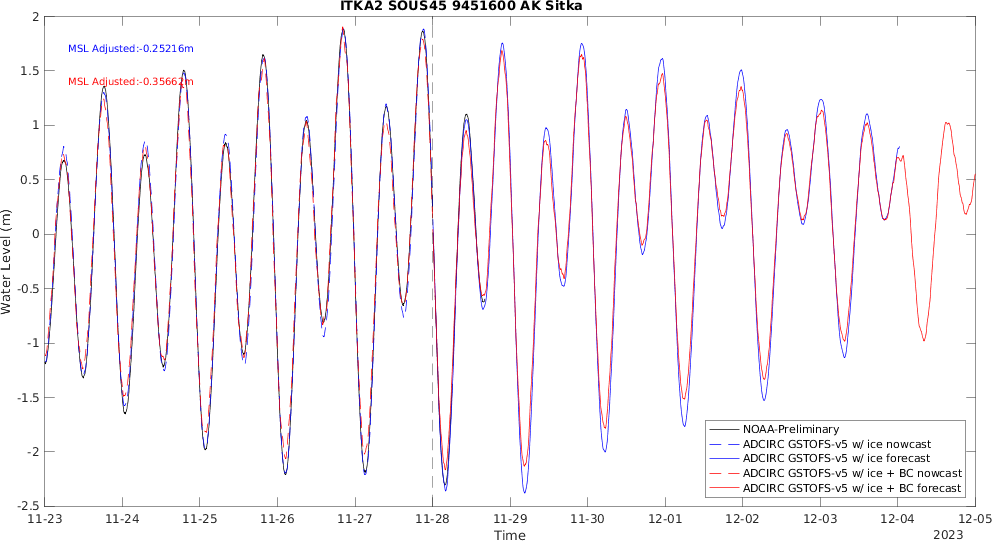 ITKA2 SOUS45 9451600 AK Sitka
MSL Adjusted:-0.25216m
MSL Adjusted:-0.35662m
Water Level (m)
2
1.5
1
0.5
0
-0.5
-1
-1.5
-2
-2.5
NOAA-Preliminary
ADCIRC GSTOFS-v5 w/ ice nowcast
ADCIRC GSTOFS-v5 w/ ice forecast
ADCIRC GSTOFS-v5 w/ice + BC nowcast
ADCIRC GSTOFS-v5 w/ice + BC forecast
11-23 11-24 11-25 11-26 11-27 11-28 11-29 11-30 12-01 12-02 12-03 12-04 12-05
Time
2023